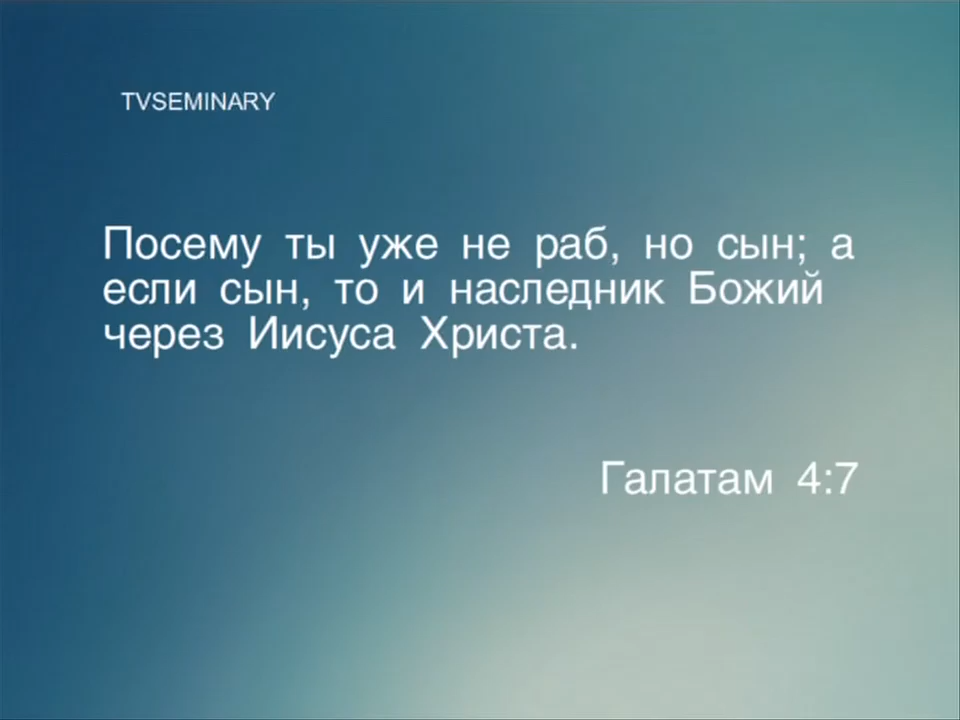 TVSEMINARY
Посему ты уже не раб, но сын; а
если сын, то и наследник Божий
через Иисуса Христа.
Галатам 4:7